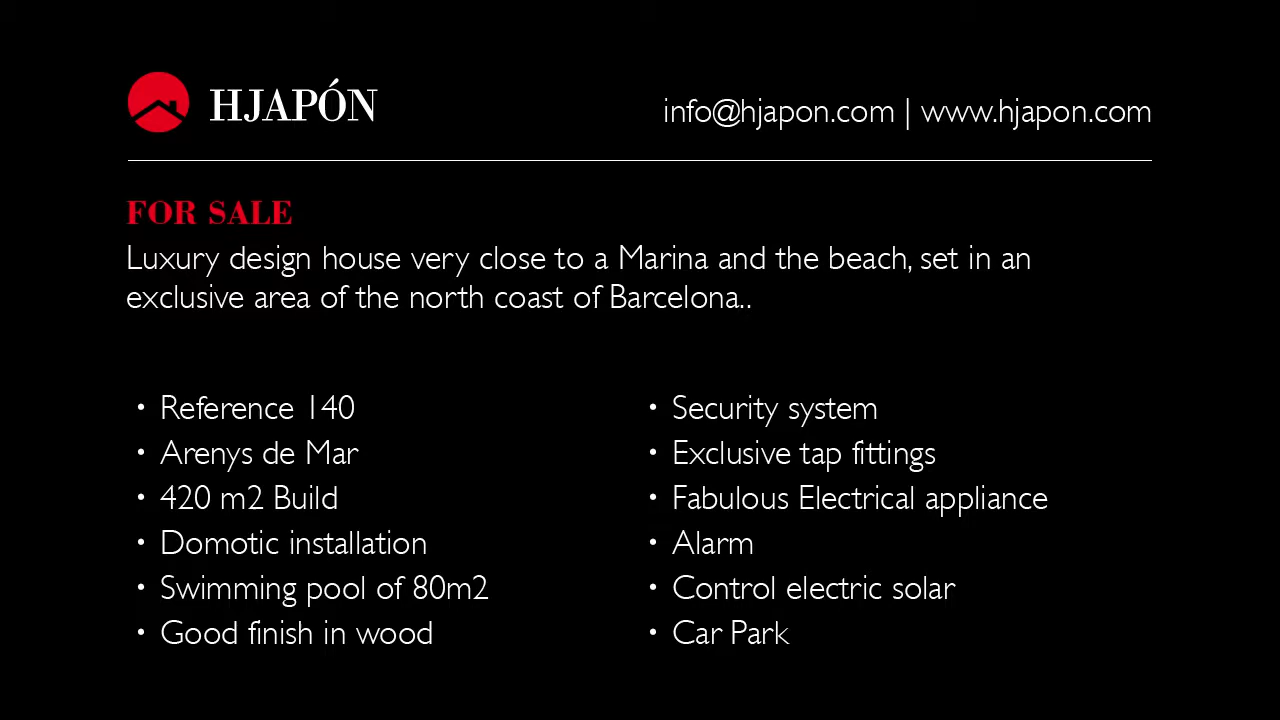 HJAPÓN
info@hjapon.com | www.hjapon.com
FOR SALE
Luxury design house very close to a Marina and the beach, set in an
exclusive area of the north coast of Barcelona..
• Reference 140
• Arenys de Mar
• 420 m2 Build
• Domotic installation
• Swimming pool of 80m2
• Good finish in wood
• Security system
• Exclusive tap fittings
• Fabulous Electrical appliance
• Alarm
• Control electric solar
• Car Park